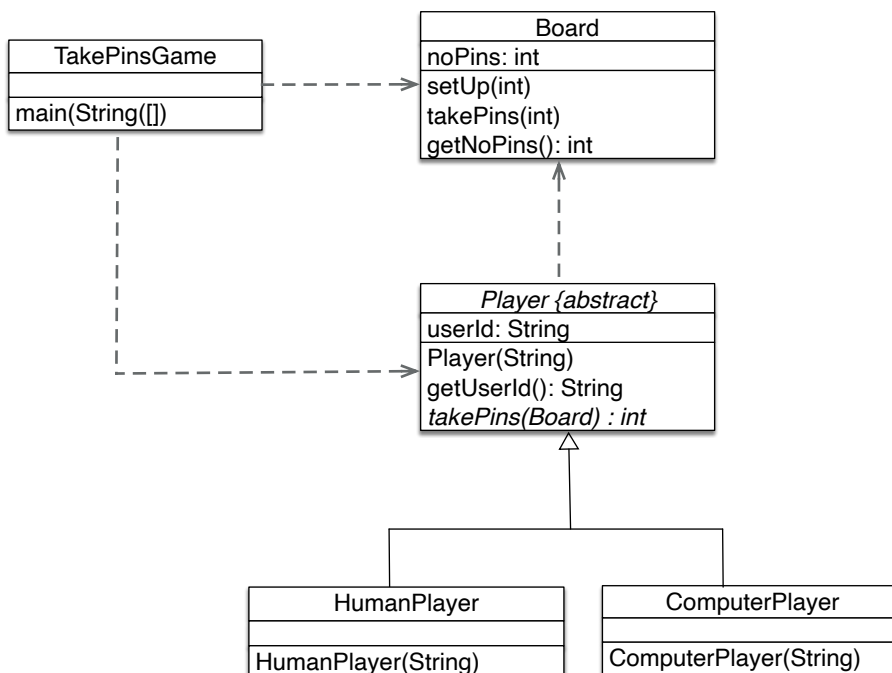 TakePinsGame
main(String([])
Board
noPins: int
setUp(int)
takePins(int)
getNoPins(): int
Player {abstract}
userId: String
Player(String)
getUserId(): String
takePins(Board) : int
HumanPlayer
HumanPlayer(String)
ComputerPlayer
ComputerPlayer(String)